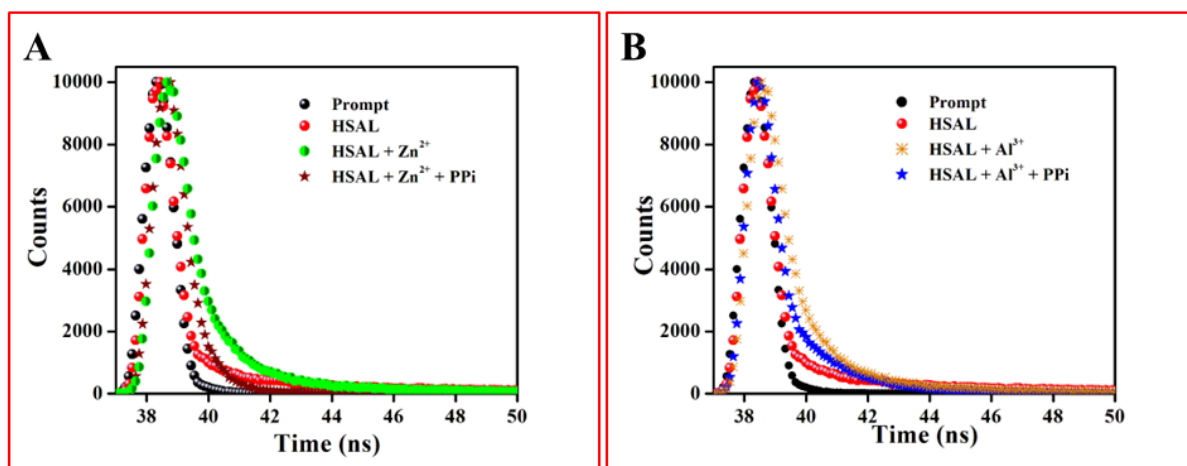 A
10000
8000
6000
4000
2000
0
Counts
Prompt
HSAL
HSAL + Zn²⁺
HSAL + Zn²⁺ + PPi
38 40 42 44 46 48 50
Time (ns)
B
10000
8000
6000
4000
2000
0
Counts
Prompt
HSAL
HSAL + Al³⁺
HSAL + Al³⁺ + PPi
38 40 42 44 46 48 50
Time (ns)